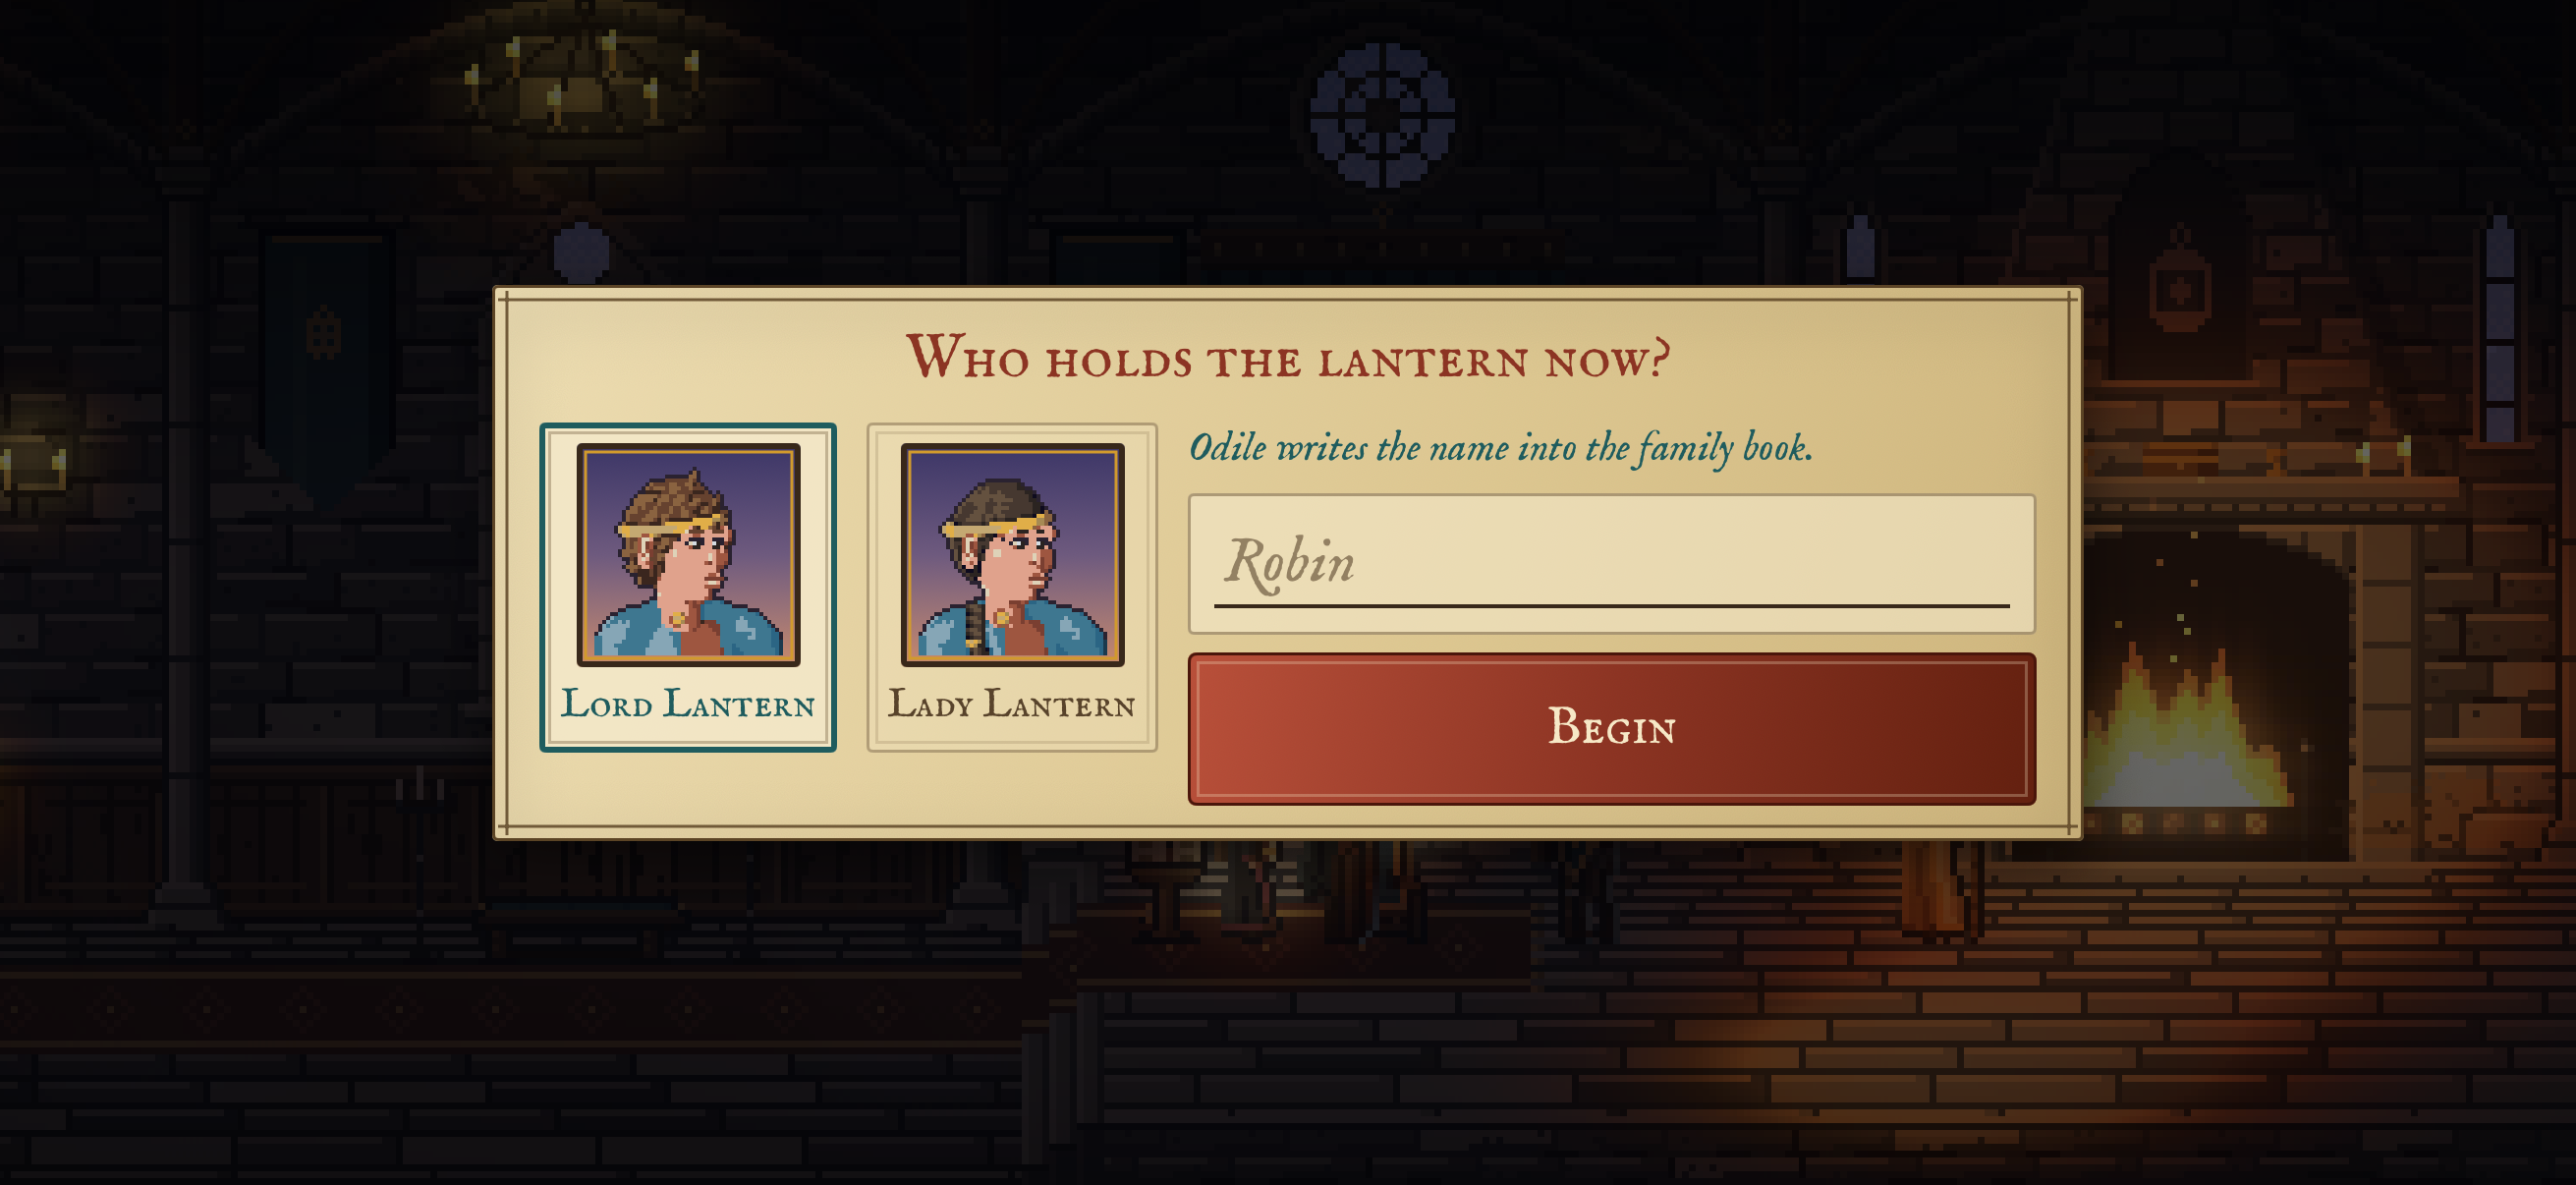 Who holds the lantern now?
Lord Lantern
Lady Lantern
Odile writes the name into the family book.
Robin
Begin